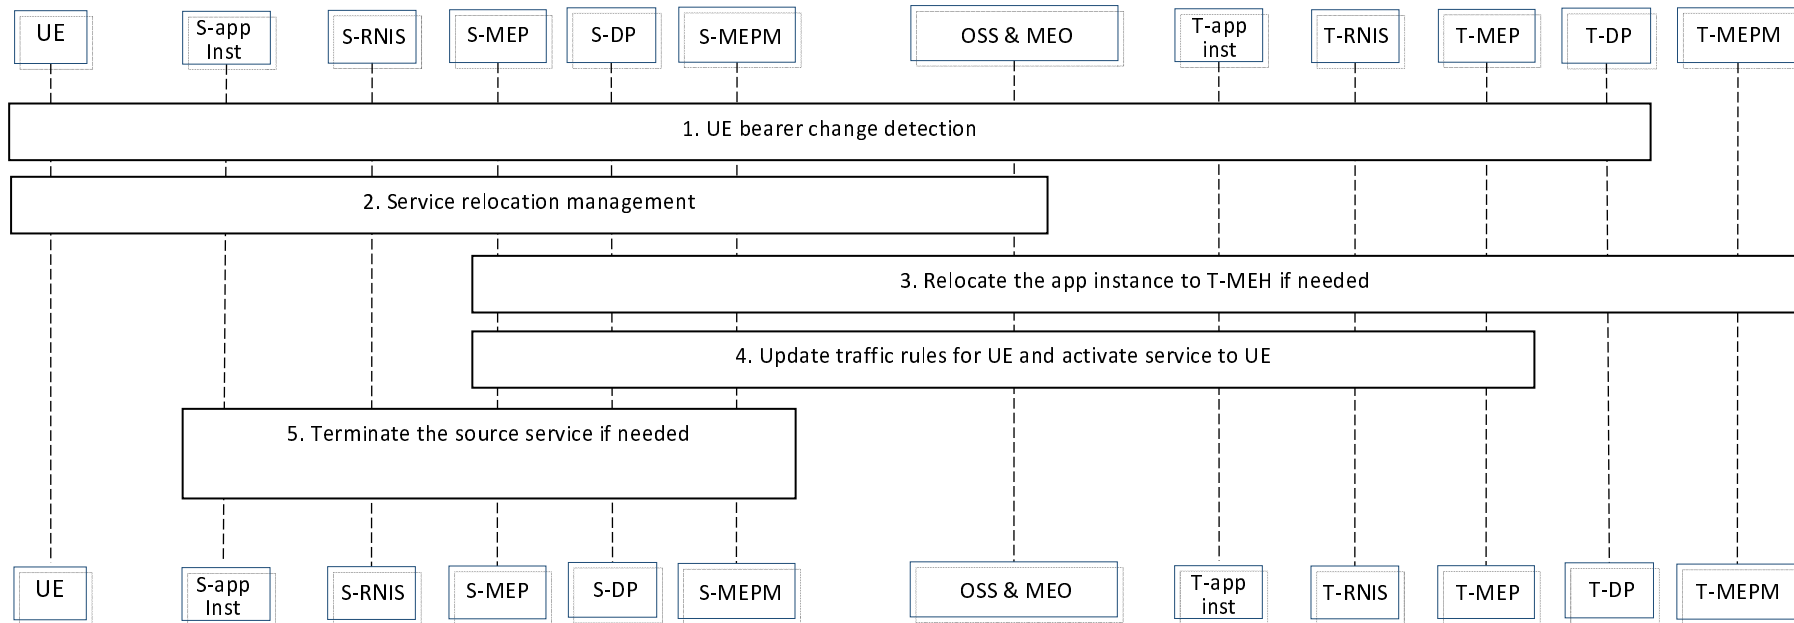 UE
S-app
Inst
S-RNIS
S-MEP
S-DP
S-MEPM
OSS & MEO
T-app
inst
T-RNIS
T-MEP
T-DP
T-MEPM
1. UE bearer change detection
2. Service relocation management
3. Relocate the app instance to T-MEH if needed
4. Update traffic rules for UE and activate service to UE
5. Terminate the source service if needed
UE
S-app
Inst
S-RNIS
S-MEP
S-DP
S-MEPM
OSS & MEO
T-app
inst
T-RNIS
T-MEP
T-DP
T-MEPM